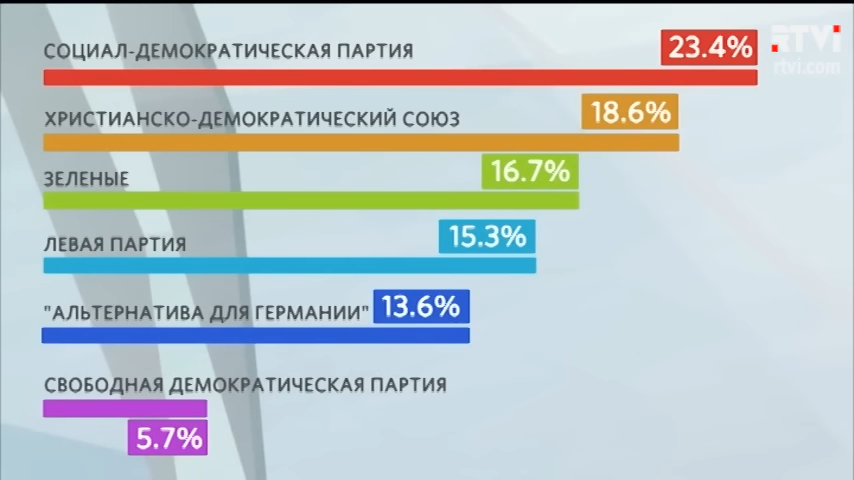 СОЦИАЛ-ДЕМОКРАТИЧЕСКАЯ ПАРТИЯ 23.4%
RTVi
rtvi.com
ХРИСТИАНСКО-ДЕМОКРАТИЧЕСКИЙ СОЮЗ 18.6%
ЗЕЛЕНЫЕ 16.7%
ЛЕВАЯ ПАРТИЯ 15.3%
"АЛЬТЕРНАТИВА ДЛЯ ГЕРМАНИИ" 13.6%
СВОБОДНАЯ ДЕМОКРАТИЧЕСКАЯ ПАРТИЯ
5.7%